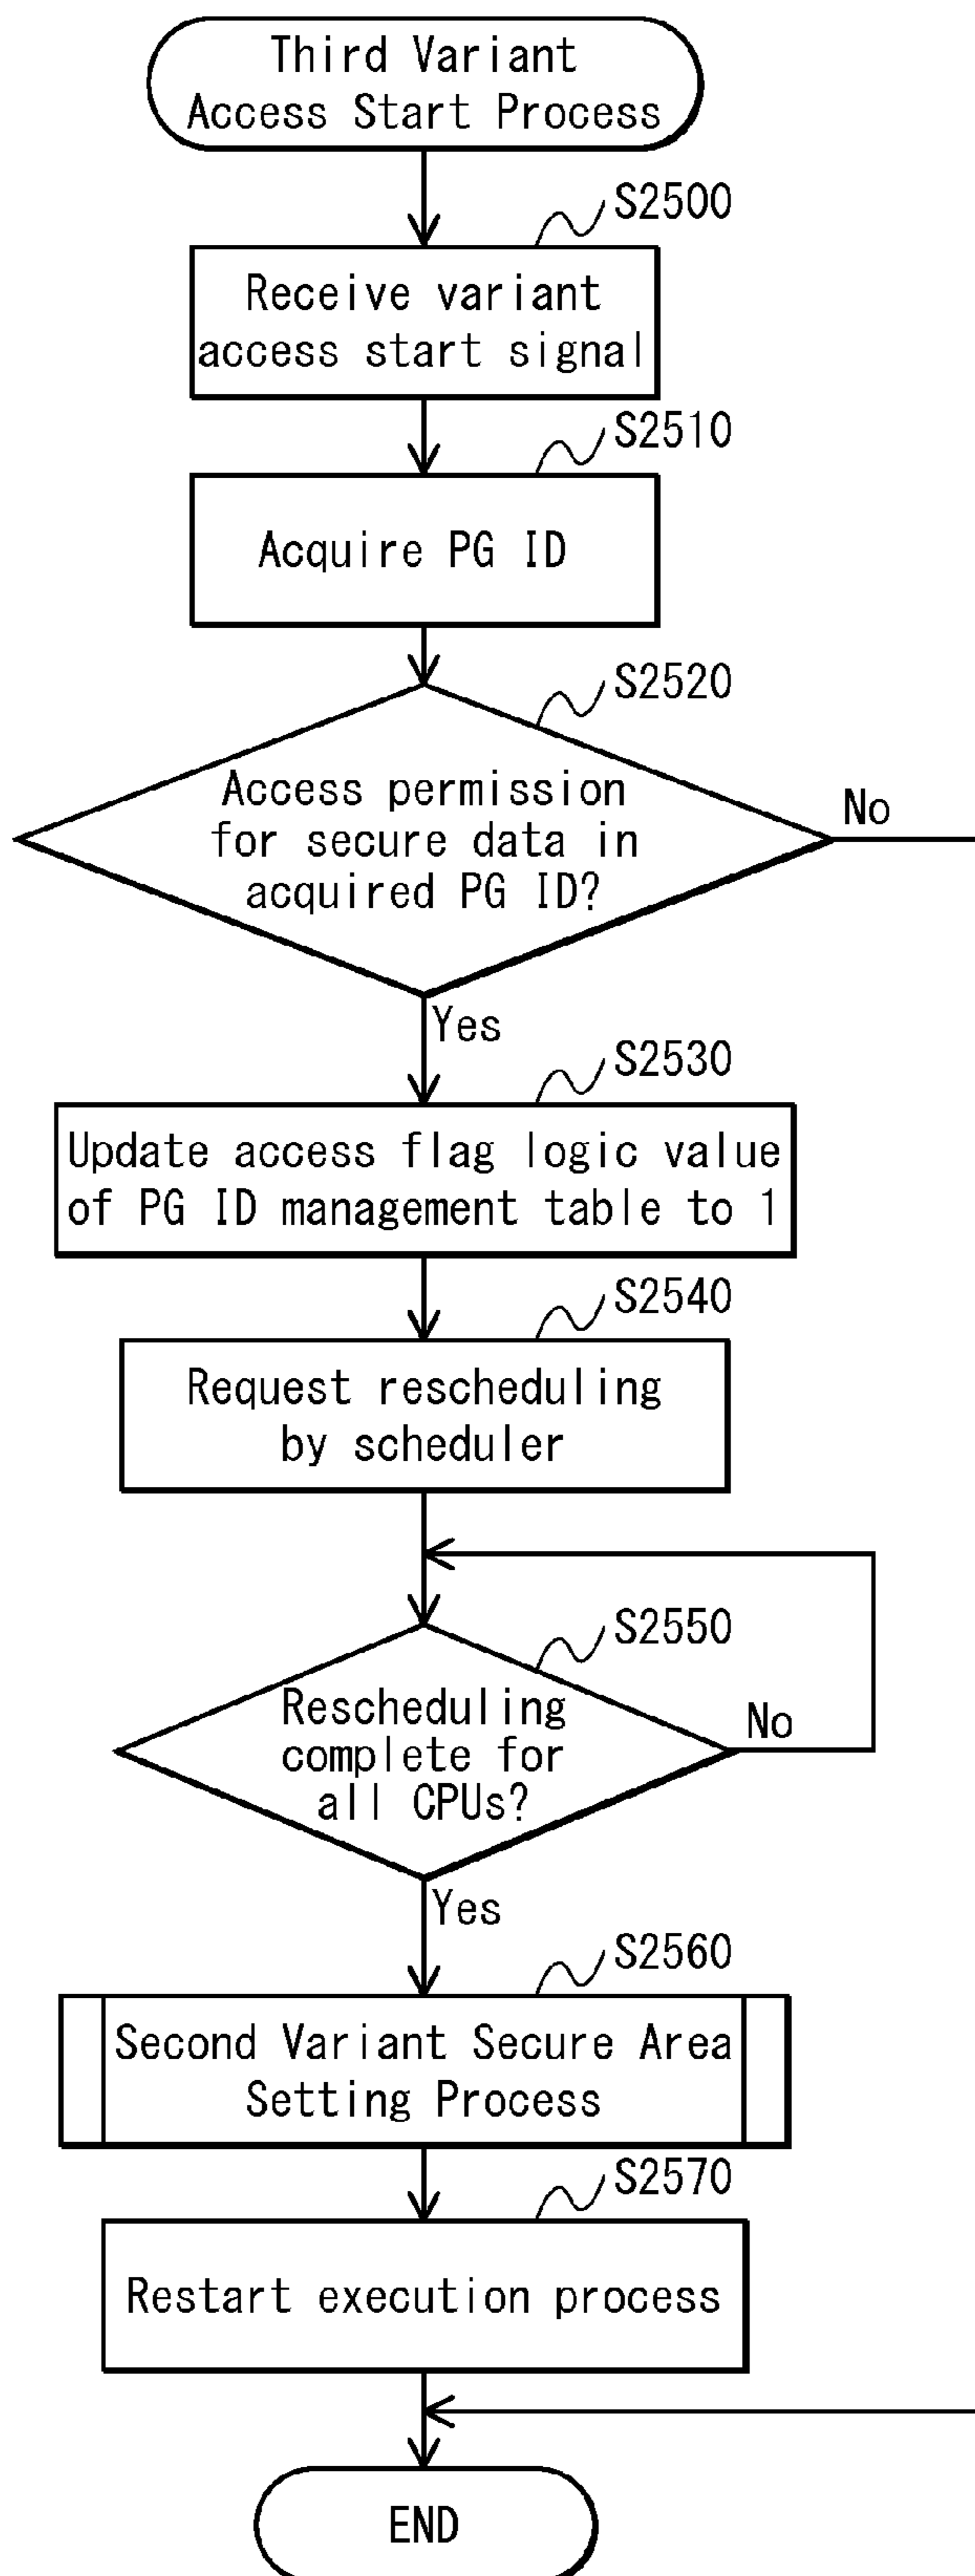 Third Variant
Access Start Process
S2500
Receive variant
access start signal
S2510
Acquire PG ID
S2520
Access permission
for secure data in
acquired PG ID?
No
Yes
S2530
Update access flag logic value
of PG ID management table to 1
S2540
Request rescheduling
by scheduler
S2550
Rescheduling
complete for
all CPUs?
No
Yes
S2560
Second Variant Secure Area
Setting Process
S2570
Restart execution process
END